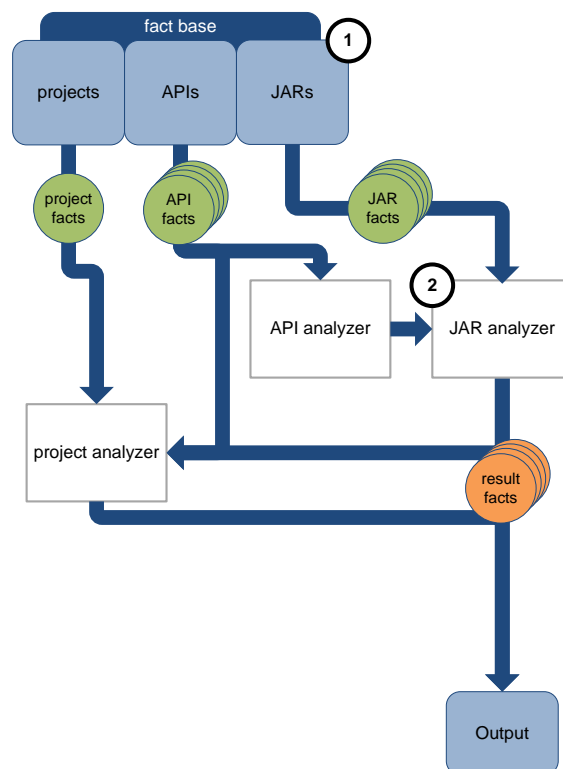 fact base
1
projects
APIs
JARs
project
facts
API
facts
JAR
facts
2
API analyzer
JAR analyzer
project analyzer
result
facts
Output